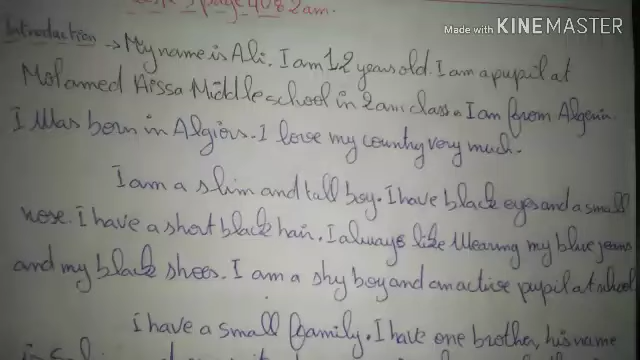 Made with KINEMASTER
page 40 & 2am.
Introduction → My name is Ali. I am 12 years old. I am a pupil at
Mohamed Aissa Middle school in 2am class. I am from Algeria.
I Was born in Algiers. I love my country very much.
I am a slim and tall boy. I have black eyes and a small
nose. I have a short black hair. I always like Wearing my blue jeans
and my black shoes. I am a shy boy and an active pupil at school
I have a small family. I have one brother, his name